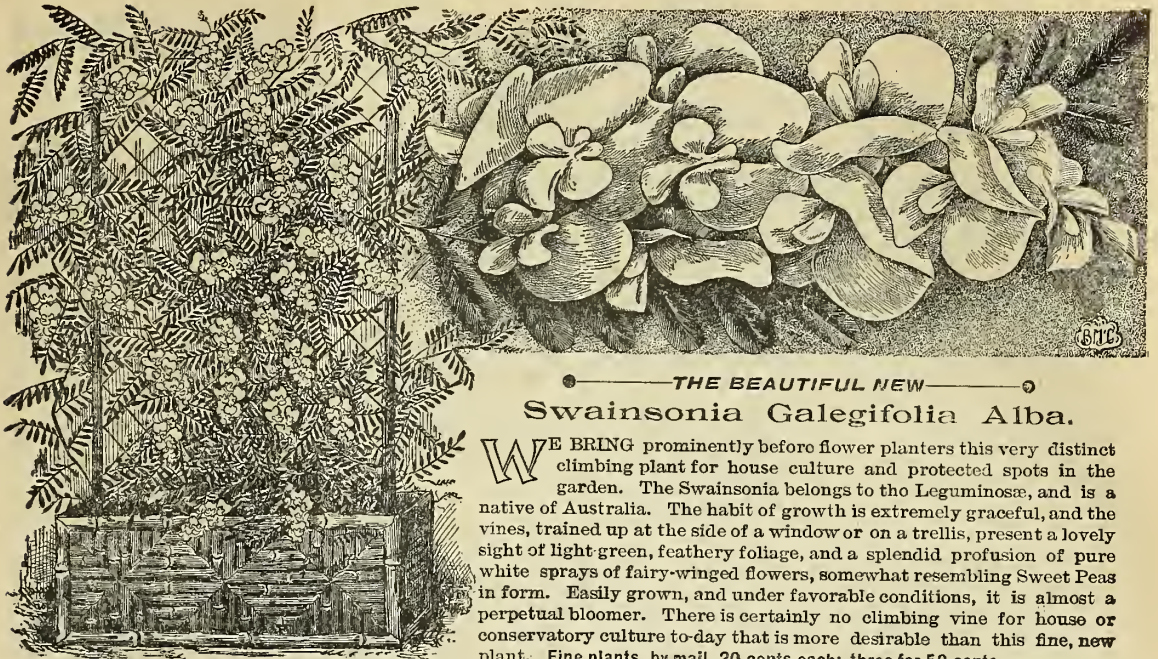 BMC
THE BEAUTIFUL NEW
Swainsonia Galegifolia Alba.
WE BRING prominently before flower planters this very distinct
climbing plant for house culture and protected spots in the
garden. The Swainsonia belongs to tho Leguminosæ, and is a
native of Australia. The habit of growth is extremely graceful, and the
vines, trained up at the side of a window or on a trellis, present a lovely
sight of light green, feathery foliage, and a splendid profusion of pure
white sprays of fairy-winged flowers, somewhat resembling Sweet Peas
in form. Easily grown, and under favorable conditions, it is almost a
perpetual bloomer. There is certainly no climbing vine for house or
conservatory culture to-day that is more desirable than this fine, new
plant. Fine plants, by mail, 20 cents each; three for 50 cents.